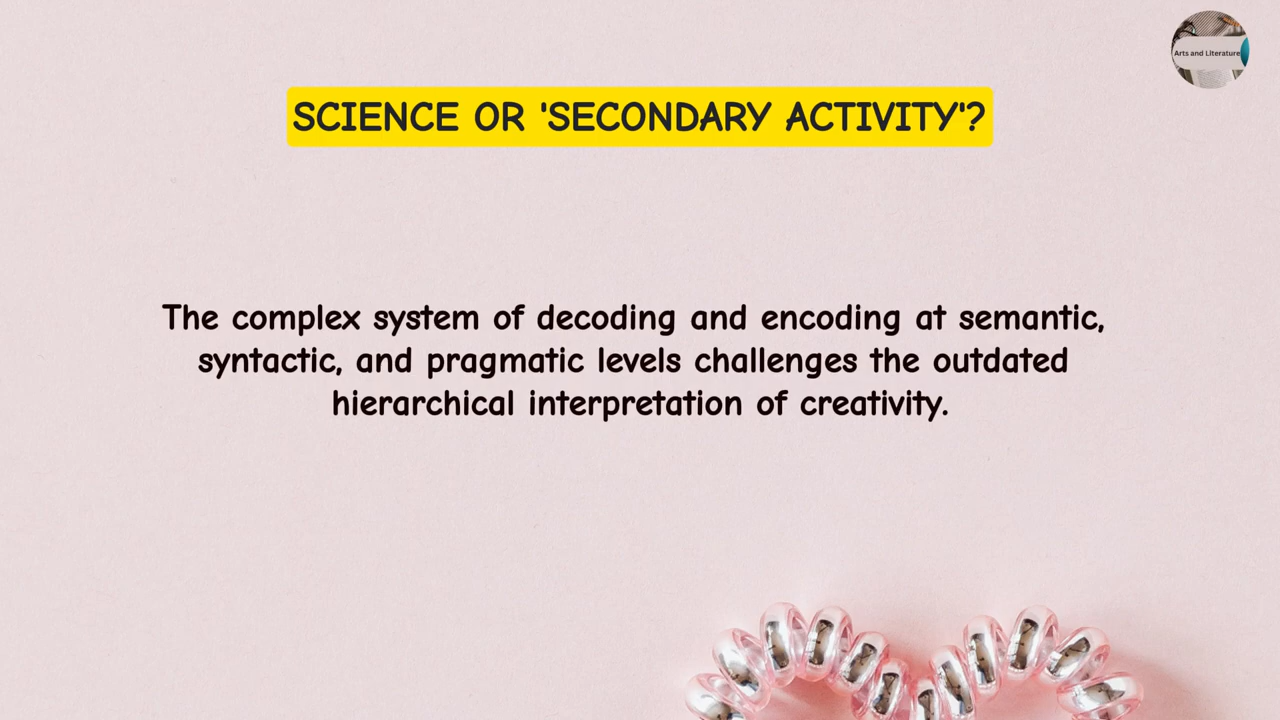 Arts and Literature
SCIENCE OR 'SECONDARY ACTIVITY'?
The complex system of decoding and encoding at semantic,
syntactic, and pragmatic levels challenges the outdated
hierarchical interpretation of creativity.